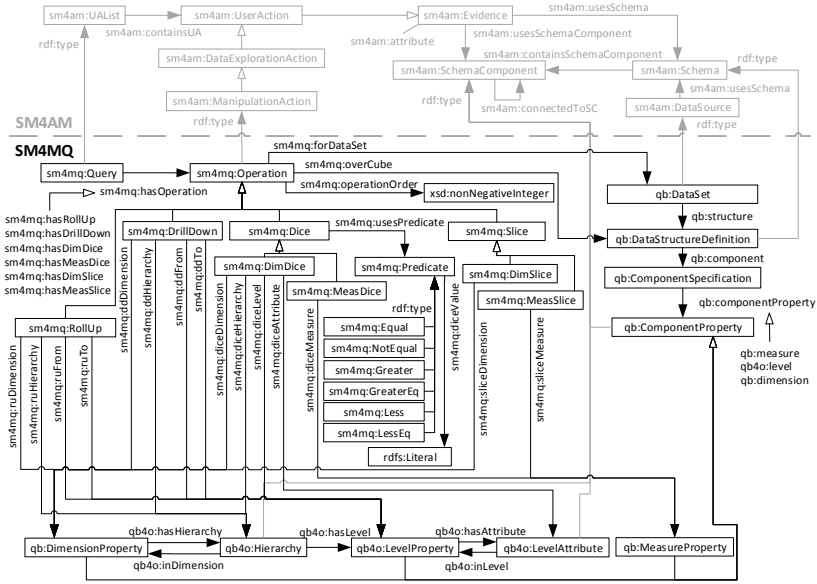 sm4am:UAList
sm4am:UserAction
sm4am:Evidence
sm4am:usesSchema
sm4am:containsUA
sm4am:attribute
sm4am:usesSchemaComponent
rdf:type
sm4am:DataExplorationAction
sm4am:containsSchemaComponent
rdf:type
sm4am:SchemaComponent
sm4am:Schema
sm4am:usesSchema
sm4am:ManipulationAction
rdf:type
sm4am:connectedToSC
sm4am:DataSource
rdf:type
rdf:type
SM4AM
SM4MQ
sm4mq:forDataSet
sm4mq:Query
sm4mq:Operation
sm4mq:overCube
sm4mq:operationOrder
xsd:nonNegativeInteger
qb:DataSet
sm4mq:hasOperation
qb:structure
sm4mq:hasRollUp
sm4mq:hasDrillDown
sm4mq:hasDimDice
sm4mq:hasMeasDice
sm4mq:hasDimSlice
sm4mq:hasMeasSlice
sm4mq:DrillDown
sm4mq:Dice
sm4mq:usesPredicate
sm4mq:Slice
qb:DataStructureDefinition
qb:component
sm4mq:DimDice
sm4mq:Predicate
sm4mq:DimSlice
qb:ComponentSpecification
sm4mq:MeasDice
sm4mq:MeasSlice
qb:componentProperty
rdf:type
sm4mq:RollUp
sm4mq:Equal
qb:ComponentProperty
sm4mq:NotEqual
qb:measure
qb4o:level
qb:dimension
sm4mq:Greater
sm4mq:GreaterEq
sm4mq:Less
sm4mq:LessEq
rdfs:Literal
sm4mq:ruDimension
sm4mq:ruHierarchy
sm4mq:ruFrom
sm4mq:ruTo
sm4mq:ddDimension
sm4mq:ddHierarchy
sm4mq:ddFrom
sm4mq:ddTo
sm4mq:diceDimension
sm4mq:diceHierarchy
sm4mq:diceLevel
sm4mq:diceAttribute
sm4mq:diceMeasure
sm4mq:diceValue
sm4mq:sliceDimension
sm4mq:sliceMeasure
qb4o:hasHierarchy
qb4o:hasLevel
qb4o:hasAttribute
qb:DimensionProperty
qb4o:Hierarchy
qb4o:LevelProperty
qb4o:LevelAttribute
qb:MeasureProperty
qb4o:inDimension
qb4o:inLevel